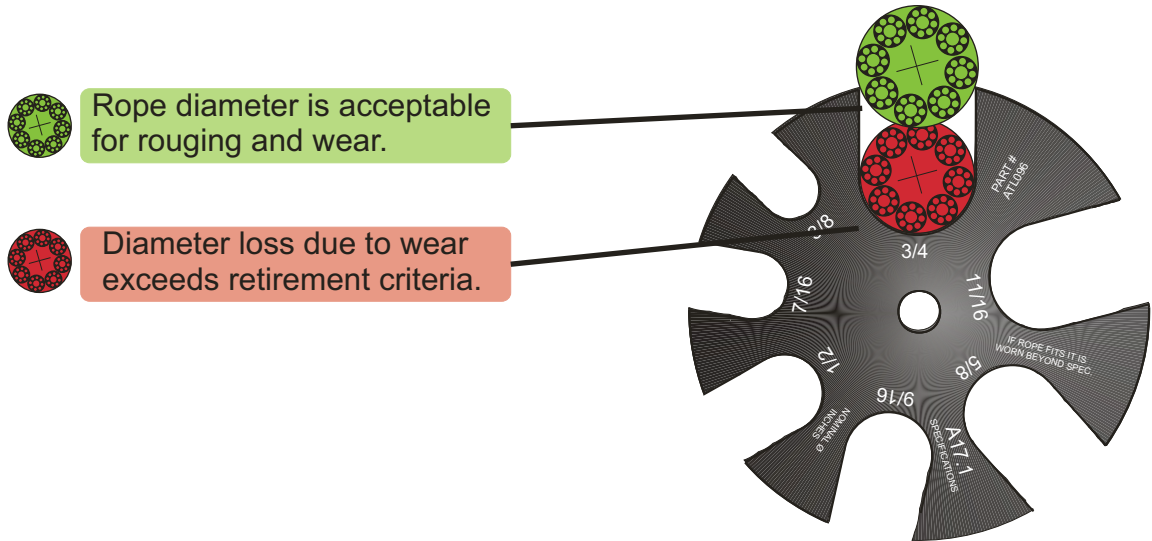 Rope diameter is acceptable
for rouging and wear.
Diameter loss due to wear
exceeds retirement criteria.
PART #
ATL096
3/8
3/4
7/16
11/16
IF ROPE FITS IT IS
WORN BEYOND SPEC.
1/2
5/8
9/16
NOMINAL Ø
INCHES
A17.1
SPECIFICATIONS